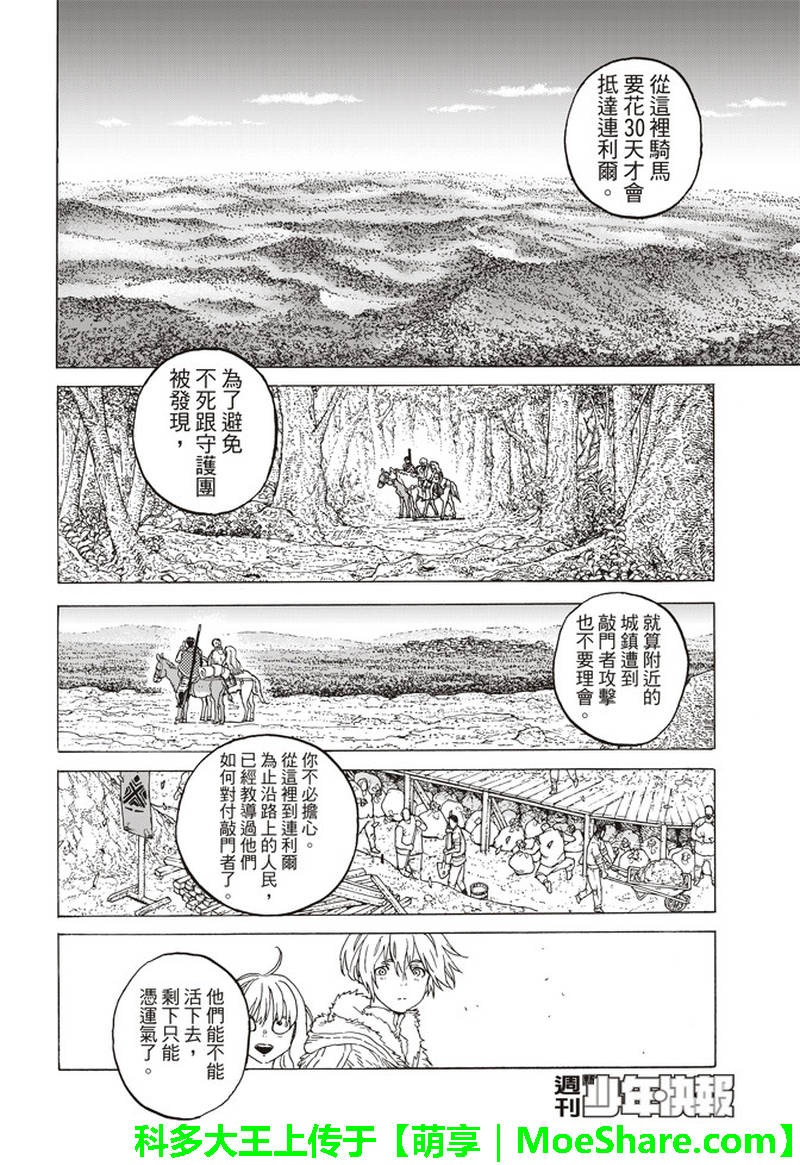 從這裡騎馬
要花30天才會
抵達連利爾。
為了避免
不死跟守護團
被發現，
就算附近的
城鎮遭到
敲門者攻擊
也不要理會。
你不必擔心。
從這裡到連利爾
為止沿路上的人民，
已經教導過他們
如何對付敲門者了。
他們能不能
活下去，
剩下只能
憑運氣了。
週刊少年快報
科多大王上传于【萌享】MoeShare.com】